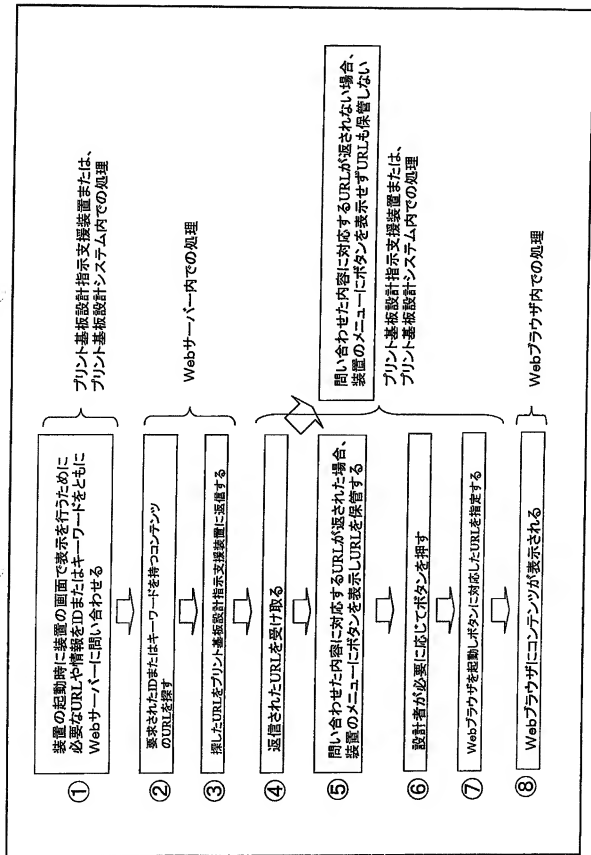 ①
装置の起動時に装置の画面で表示を行うために
必要なURLや情報をIDまたはキーワードをともに
Webサーバーに問い合わせる
プリント基板設計指示支援装置または、
プリント基板設計システム内での処理
②
要求されたIDまたはキーワードを持つコンテンツ
のURLを探す
③
探したURLをプリント基板設計指示支援装置に返信する
Webサーバー内での処理
④
返信されたURLを受け取る
⑤
問い合わせた内容に対応するURLが返された場合、
装置のメニューにボタンを表示しURLを保管する
問い合わせた内容に対応するURLが返されない場合、
装置のメニューにボタンを表示せずURLも保管しない
⑥
設計者が必要に応じてボタンを押す
⑦
Webブラウザを起動しボタンに対応したURLを指定する
プリント基板設計指示支援装置または、
プリント基板設計システム内での処理
⑧
Webブラウザにコンテンツが表示される
Webブラウザ内での処理